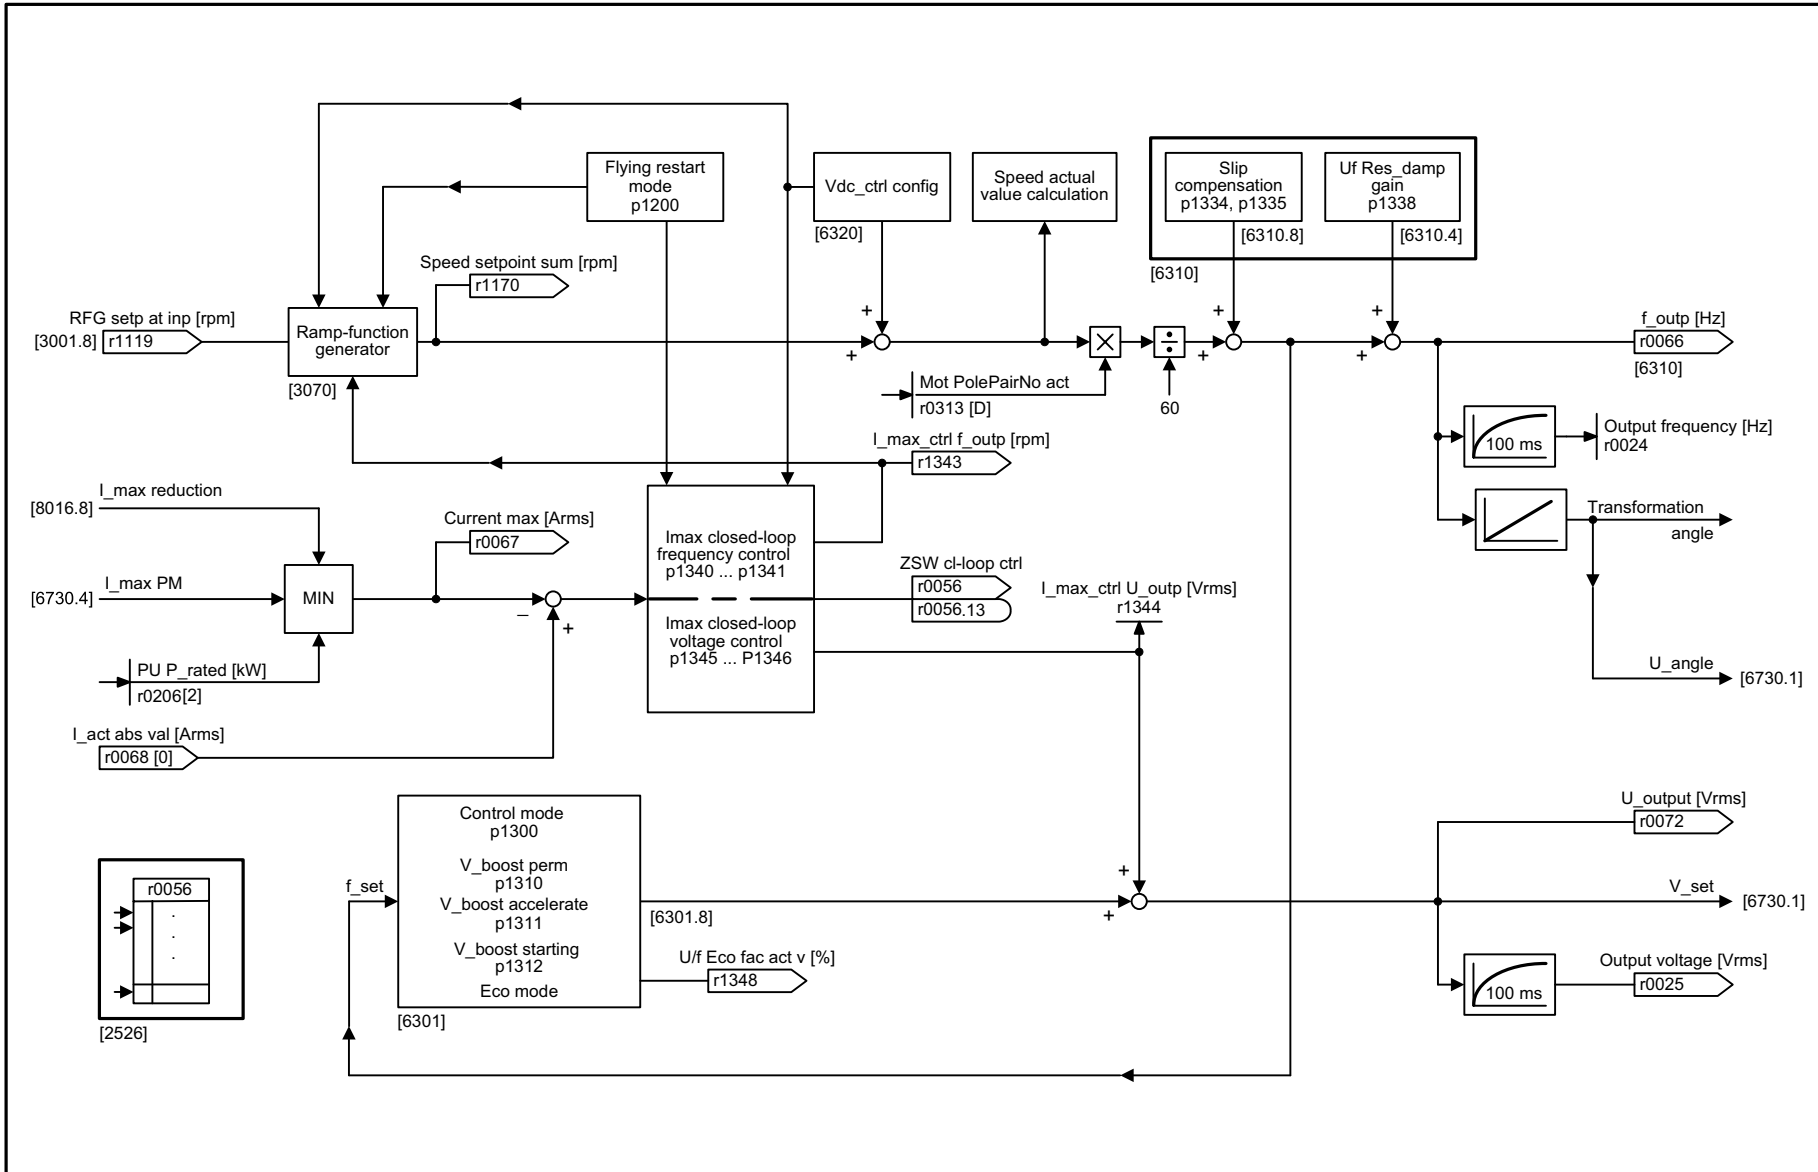 Flying restart
mode
p1200
Vdc_ctrl config
[6320]
Speed actual
value calculation
Slip
compensation
p1334, p1335
[6310.8]
Uf Res_damp
gain
p1338
[6310.4]
[6310]
Speed setpoint sum [rpm]
r1170
RFG setp at inp [rpm]
[3001.8]
r1119
Ramp-function
generator
[3070]
+
+
Mot PolePairNo act
r0313 [D]
60
+
+
+
+
f_outp [Hz]
r0066
[6310]
100 ms
Output frequency [Hz]
r0024
I_max_ctrl f_outp [rpm]
r1343
Transformation
angle
U_angle
[6730.1]
I_max reduction
[8016.8]
I_max PM
[6730.4]
MIN
PU P_rated [kW]
r0206[2]
Current max [Arms]
r0067
–
+
I_act abs val [Arms]
r0068 [0]
Imax closed-loop
frequency control
p1340 ... p1341
Imax closed-loop
voltage control
p1345 ... P1346
ZSW cl-loop ctrl
r0056
r0056.13
I_max_ctrl U_outp [Vrms]
r1344
r0056
.
.
.
[2526]
f_set
Control mode
p1300
V_boost perm
p1310
V_boost accelerate
p1311
V_boost starting
p1312
Eco mode
[6301]
[6301.8]
U/f Eco fac act v [%]
r1348
+
+
U_output [Vrms]
r0072
V_set
[6730.1]
100 ms
Output voltage [Vrms]
r0025